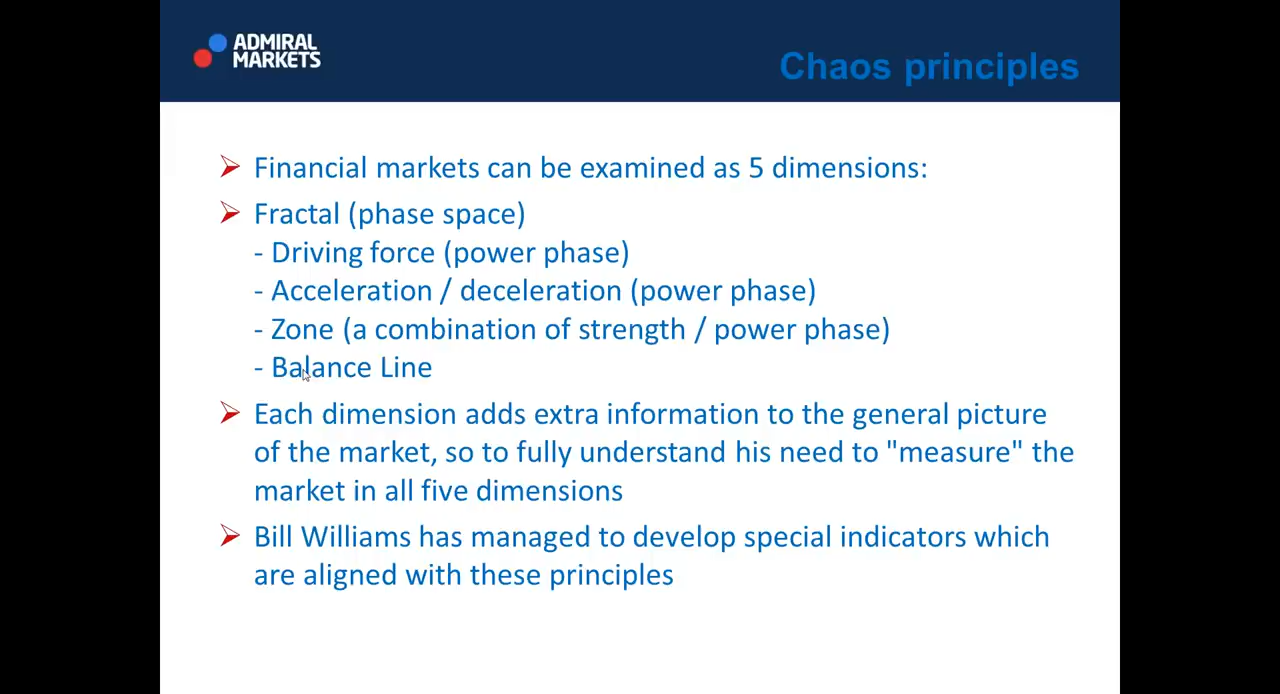 ADMIRAL
MARKETS
Chaos principles
Financial markets can be examined as 5 dimensions:
Fractal (phase space)
- Driving force (power phase)
- Acceleration / deceleration (power phase)
- Zone (a combination of strength / power phase)
- Balance Line
Each dimension adds extra information to the general picture
of the market, so to fully understand his need to "measure" the
market in all five dimensions
Bill Williams has managed to develop special indicators which
are aligned with these principles